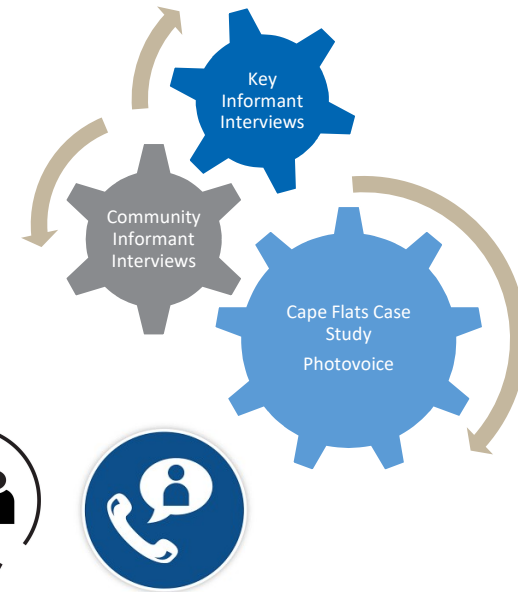 Key
Informant
Interviews
Community
Informant
Interviews
Cape Flats Case
Study
Photovoice